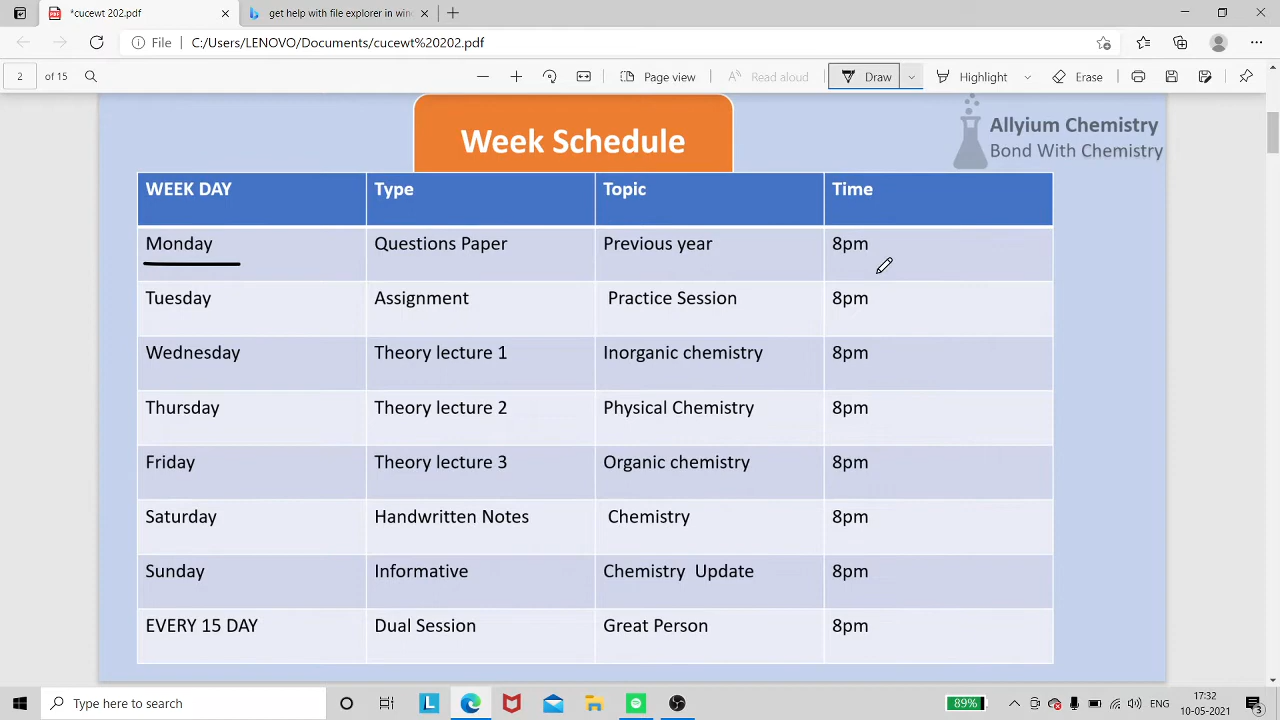 *cucewt 202.pdf
get help with file explorer in wind
File
C:/Users/LENOVO/Documents/cucewt%20202.pdf
2 of 15
Page view
Read aloud
Draw
Highlight
Erase
Week Schedule
Allyium Chemistry
Bond With Chemistry
WEEK DAY Type Topic Time
Monday Questions Paper Previous year 8pm
Tuesday Assignment Practice Session 8pm
Wednesday Theory lecture 1 Inorganic chemistry 8pm
Thursday Theory lecture 2 Physical Chemistry 8pm
Friday Theory lecture 3 Organic chemistry 8pm
Saturday Handwritten Notes Chemistry 8pm
Sunday Informative Chemistry Update 8pm
EVERY 15 DAY Dual Session Great Person 8pm
Type here to search
89%
ENG
17:32
10-05-2021
3